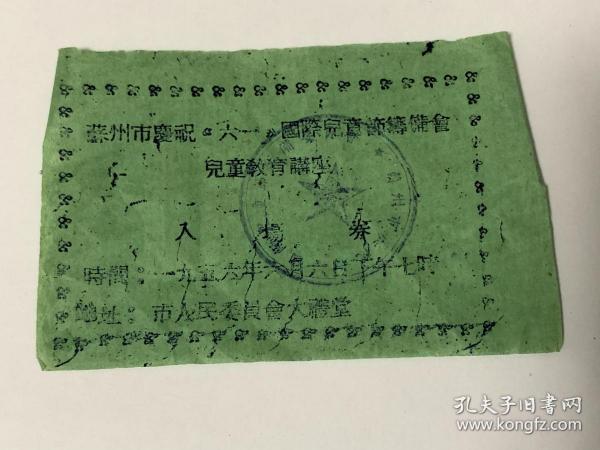 蘇州市慶祝“六一”國際兒童節籌備會
兒童教育講座
入場券
時間：一九五六年六月六日下午七時
地址：市人民委員會大禮堂
孔夫子旧书网
www.kongfz.com